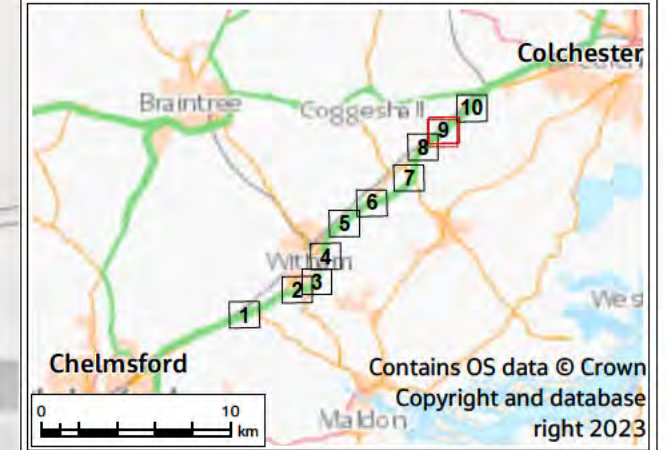 Colchester
Braintree
Coggeshall
10
9
8
7
6
5
4
Witham
3
2
1
West
Chelmsford
Contains OS data © Crown
Copyright and database
right 2023
Maldon
0 10
km